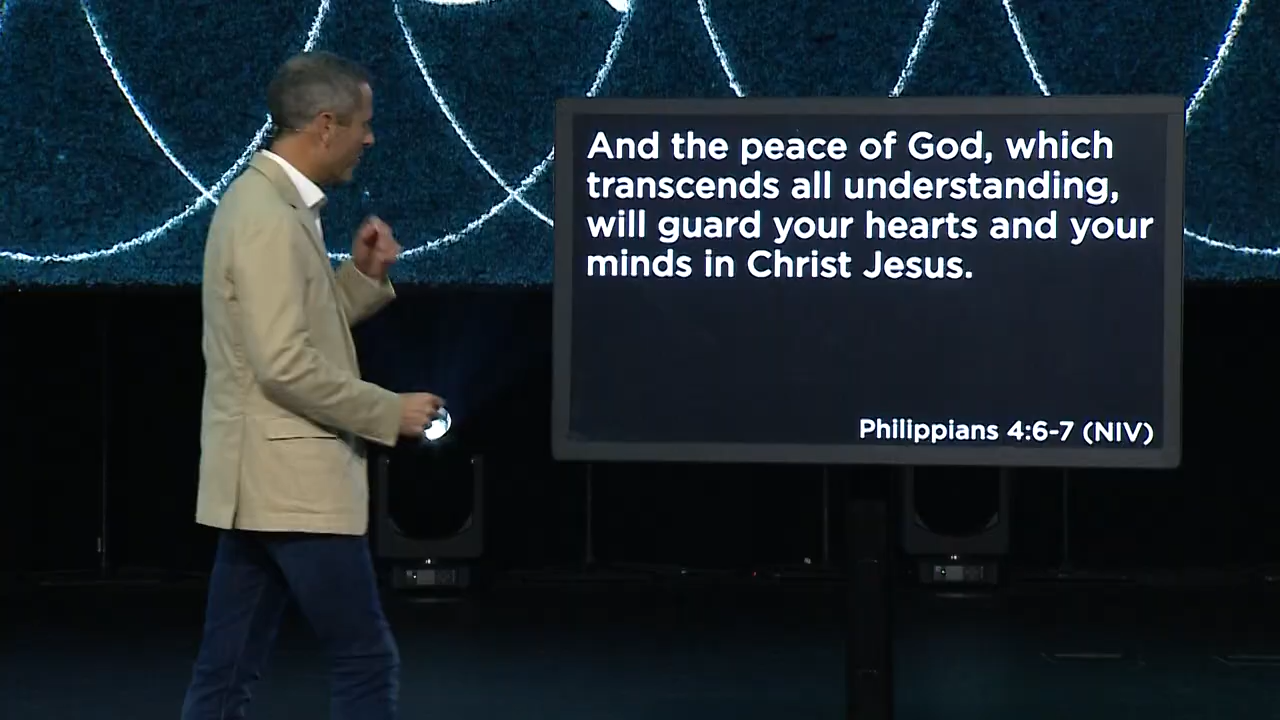 And the peace of God, which
transcends all understanding,
will guard your hearts and your
minds in Christ Jesus.
Philippians 4:6-7 (NIV)